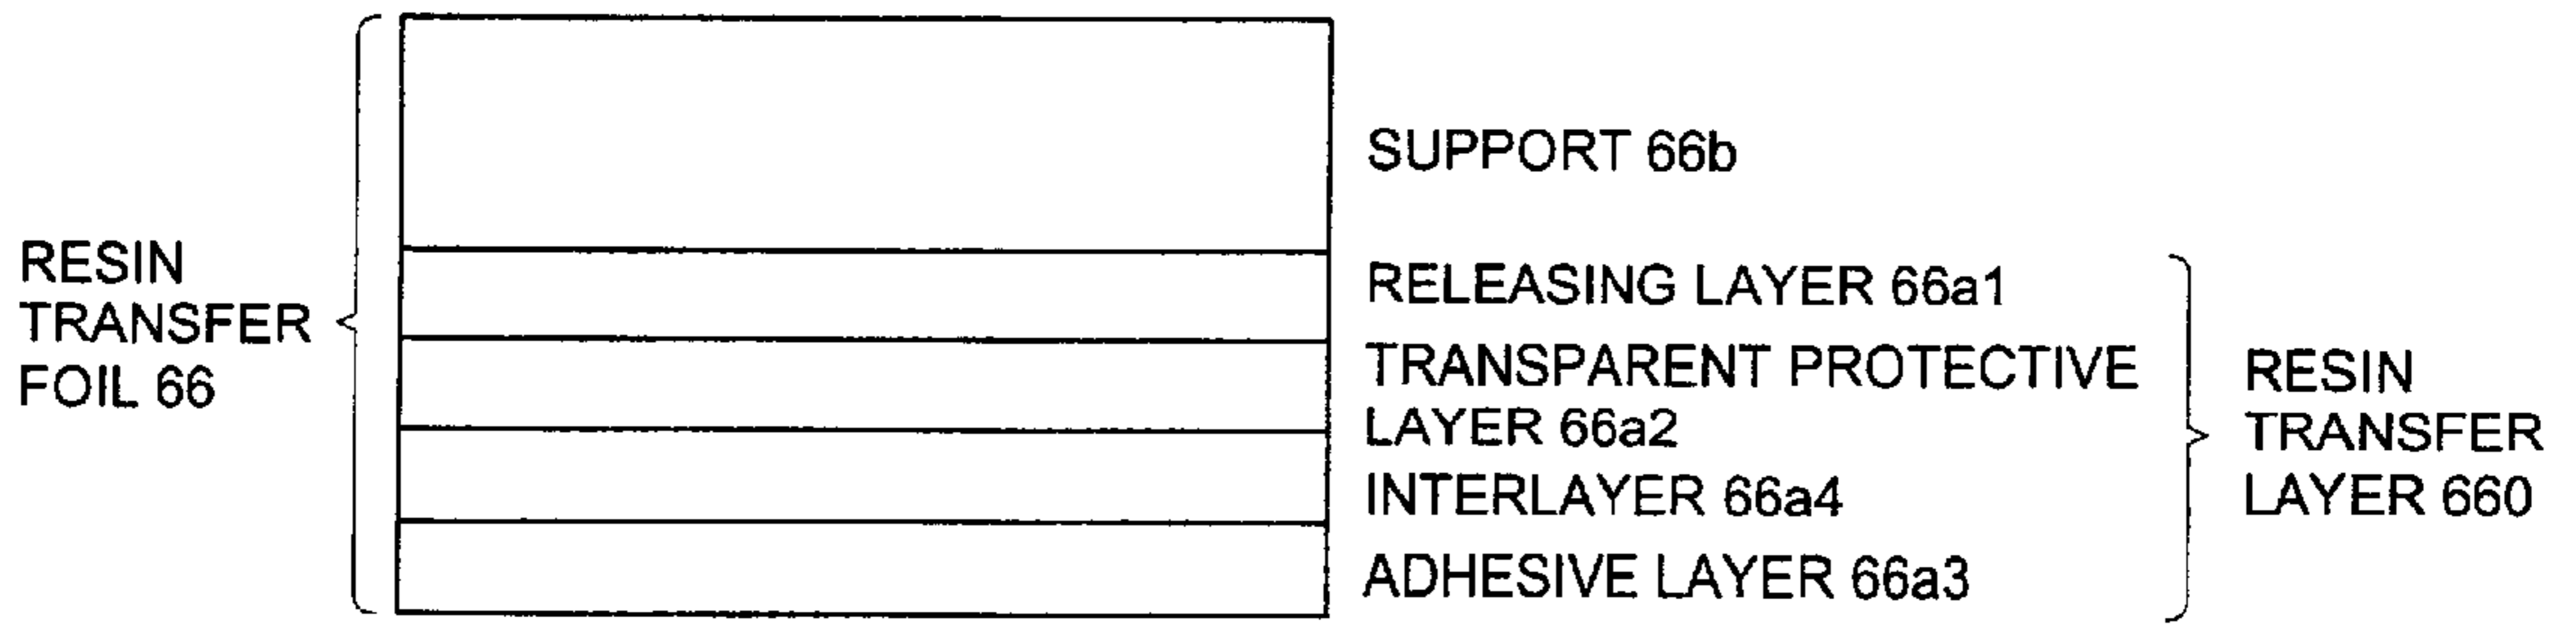 RESIN
TRANSFER
FOIL 66
SUPPORT 66b
RELEASING LAYER 66a1
TRANSPARENT PROTECTIVE
LAYER 66a2
INTERLAYER 66a4
ADHESIVE LAYER 66a3
RESIN
TRANSFER
LAYER 660